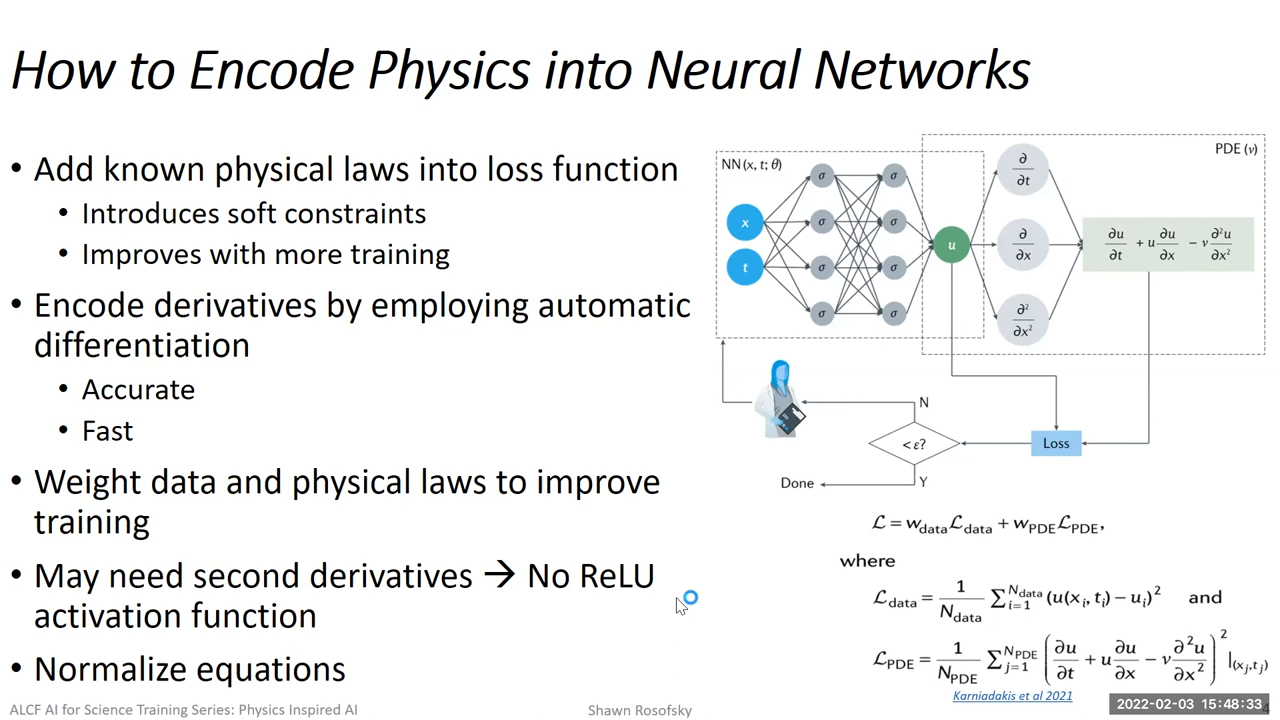 How to Encode Physics into Neural Networks
• Add known physical laws into loss function
• Introduces soft constraints
• Improves with more training
• Encode derivatives by employing automatic
differentiation
• Accurate
• Fast
• Weight data and physical laws to improve
training
• May need second derivatives → No ReLU
activation function
• Normalize equations
NN (x, t; θ)
PDE (ν)
x
t
σ σ
σ σ
σ σ
σ σ
u
∂/∂t
∂/∂x
∂²/∂x²
∂u/∂t + u ∂u/∂x − ν ∂²u/∂x²
N
< ε?
Loss
Done
Y
ℒ = w_data ℒ_data + w_PDE ℒ_PDE,
where
ℒ_data = 1/N_data ∑_{i=1}^{N_data} (u(x_i, t_i) − u_i)² and
ℒ_PDE = 1/N_PDE ∑_{j=1}^{N_PDE} (∂u/∂t + u ∂u/∂x − ν ∂²u/∂x²)² |_(x_j, t_j)
Karniadakis et al 2021
ALCF AI for Science Training Series: Physics Inspired AI
Shawn Rosofsky
2022-02-03 15:48:33